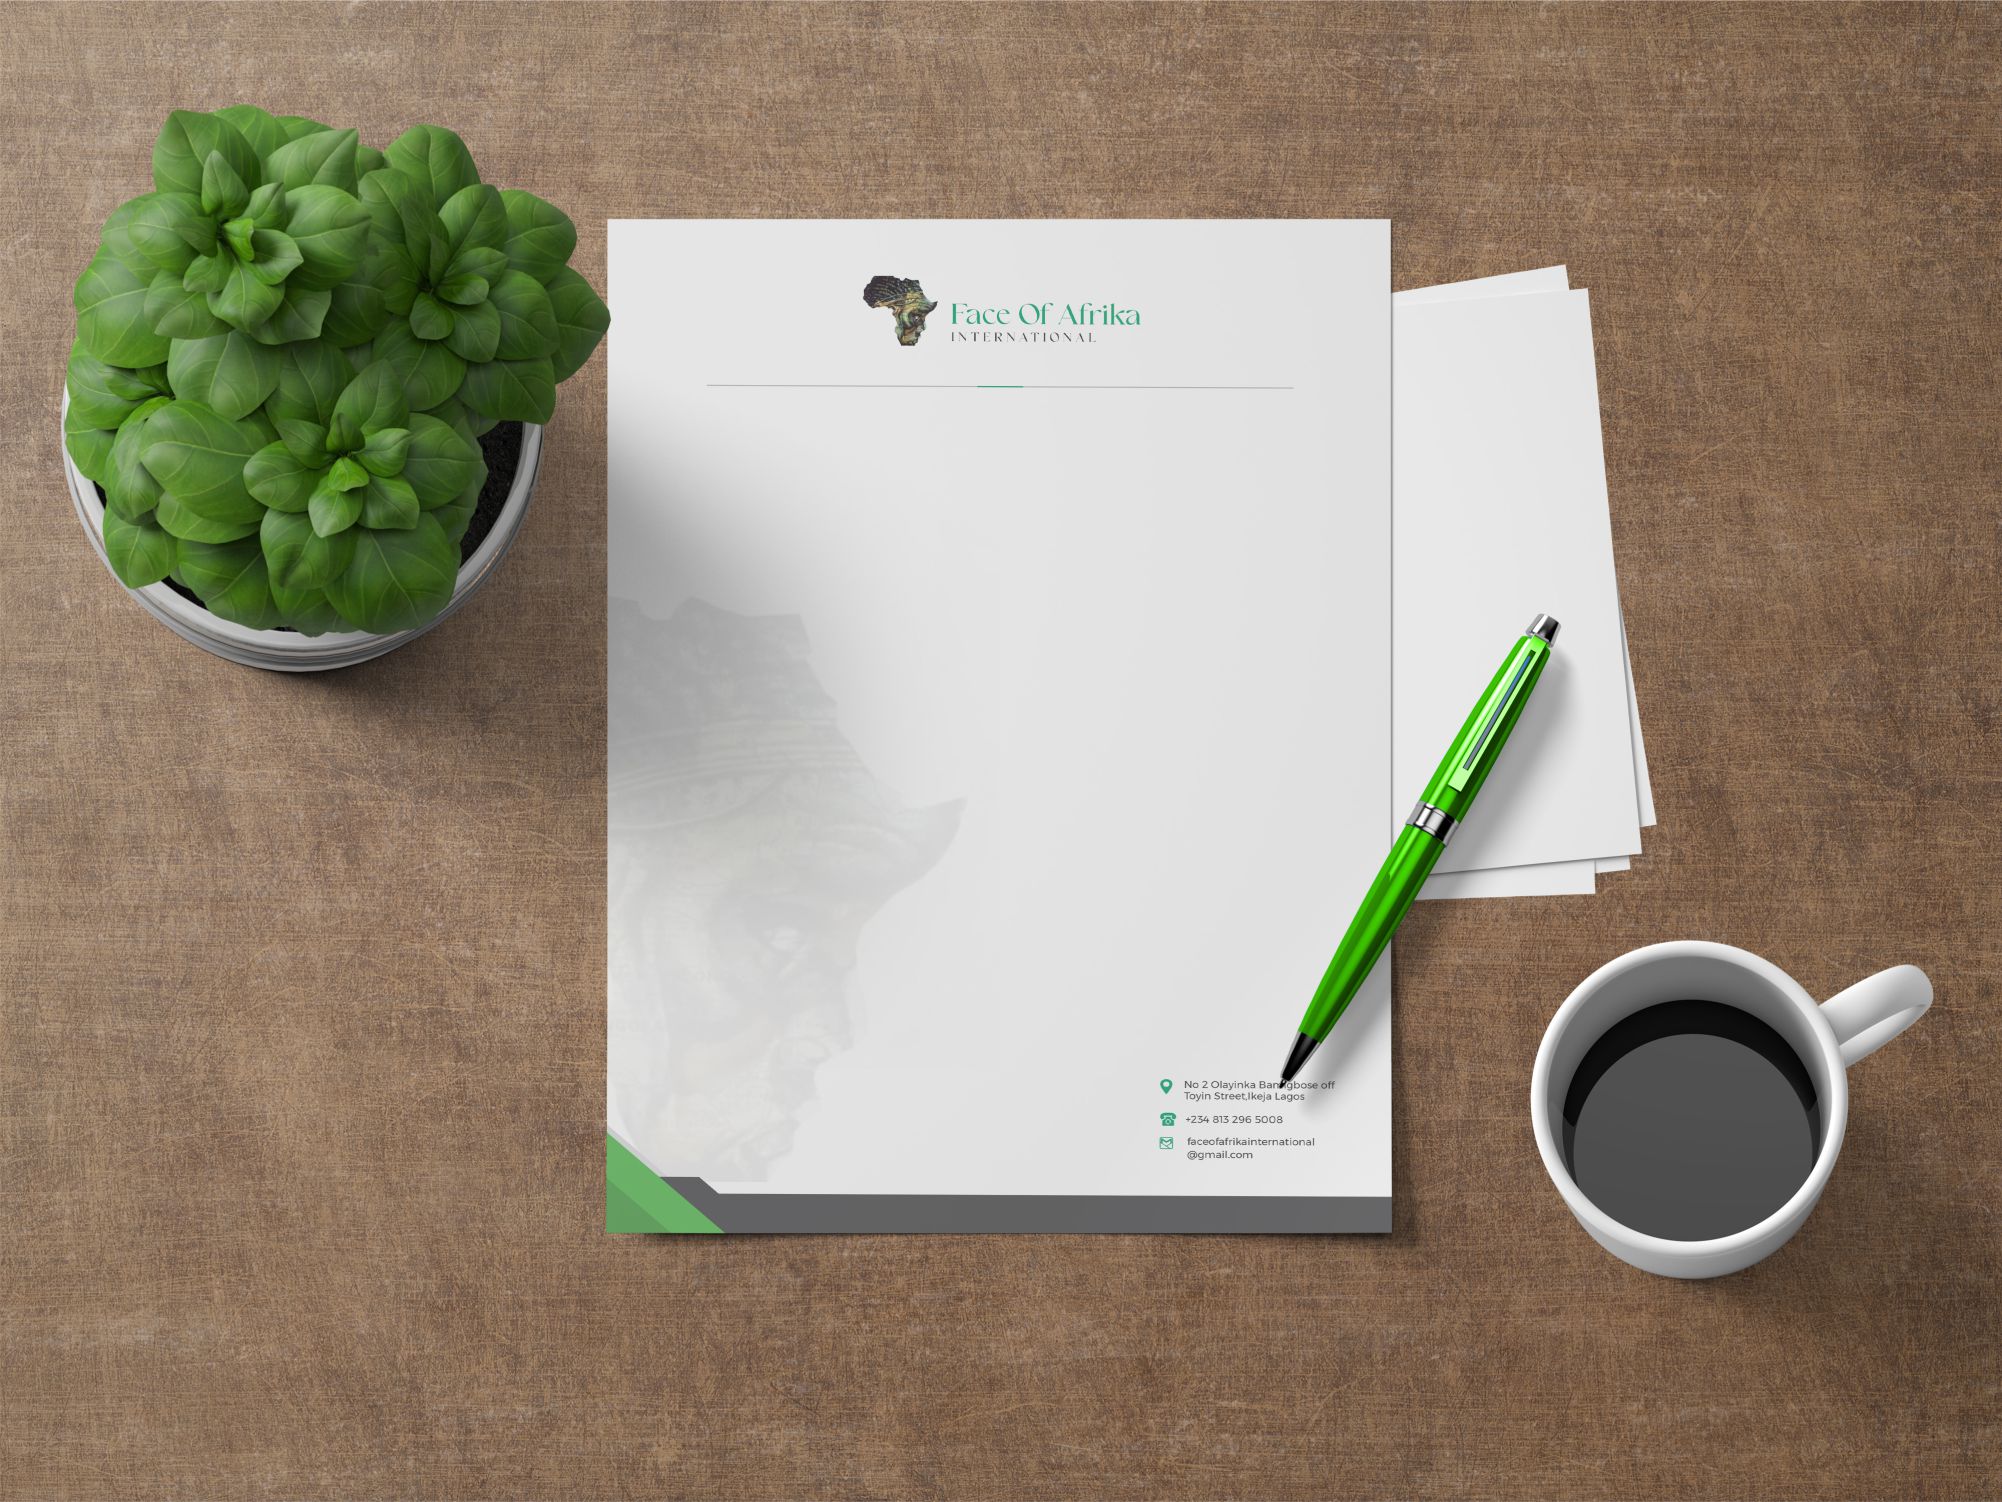 Face Of Afrika
INTERNATIONAL
No 2 Olayinka Bamigbose off
Toyin Street,Ikeja Lagos
+234 813 296 5008
faceofafrikainternational
@gmail.com